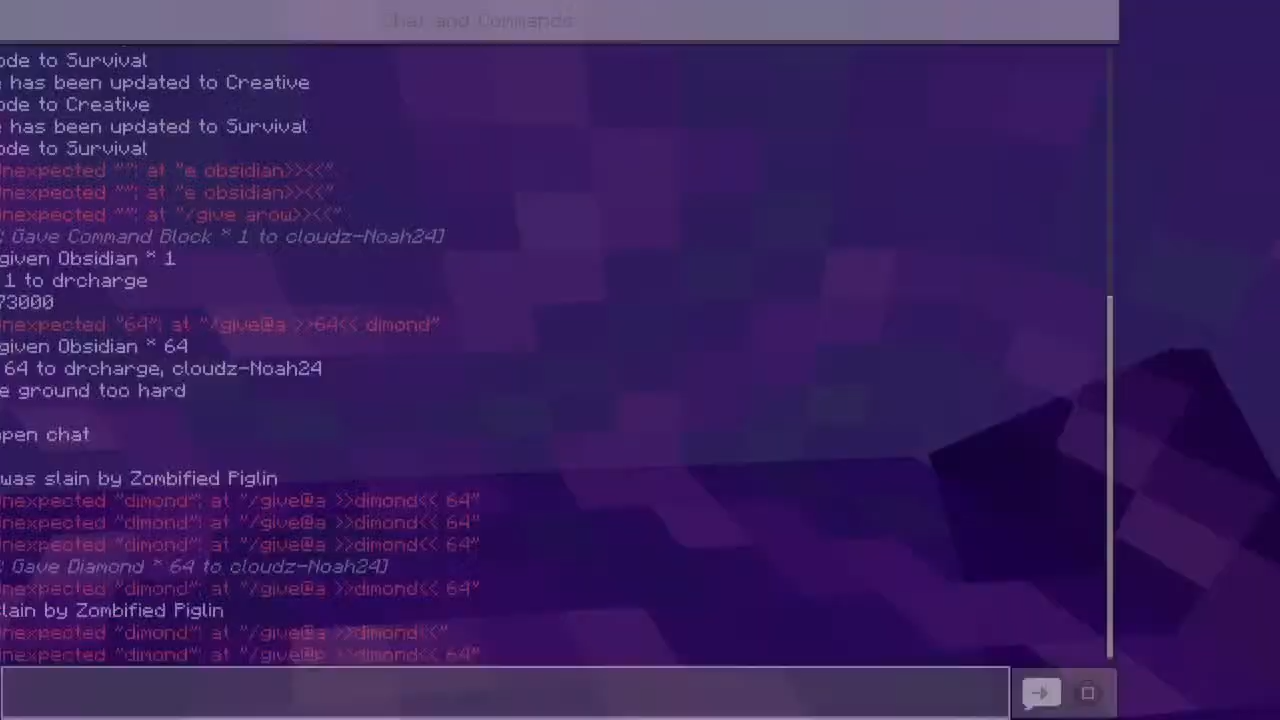 Chat and Commands
ode to Survival
e has been updated to Creative
ode to Creative
e has been updated to Survival
ode to Survival
nexpected "": at "e obsidian>><<"
nexpected "": at "e obsidian>><<"
nexpected "": at "/give arow>><<"
: Gave Command Block * 1 to cloudz-Noah24]
given Obsidian * 1
1 to drcharge
73000
nexpected "64": at "/give@a >>64<< dimond"
given Obsidian * 64
64 to drcharge, cloudz-Noah24
e ground too hard
open chat
was slain by Zombified Piglin
nexpected "dimond": at "/give@a >>dimond<< 64"
nexpected "dimond": at "/give@a >>dimond<< 64"
nexpected "dimond": at "/give@a >>dimond<< 64"
: Gave Diamond * 64 to cloudz-Noah24]
nexpected "dimond": at "/give@a >>dimond<< 64"
slain by Zombified Piglin
nexpected "dimond": at "/give@a >>dimond<<"
nexpected "dimond": at "/give@p >>dimond<< 64"